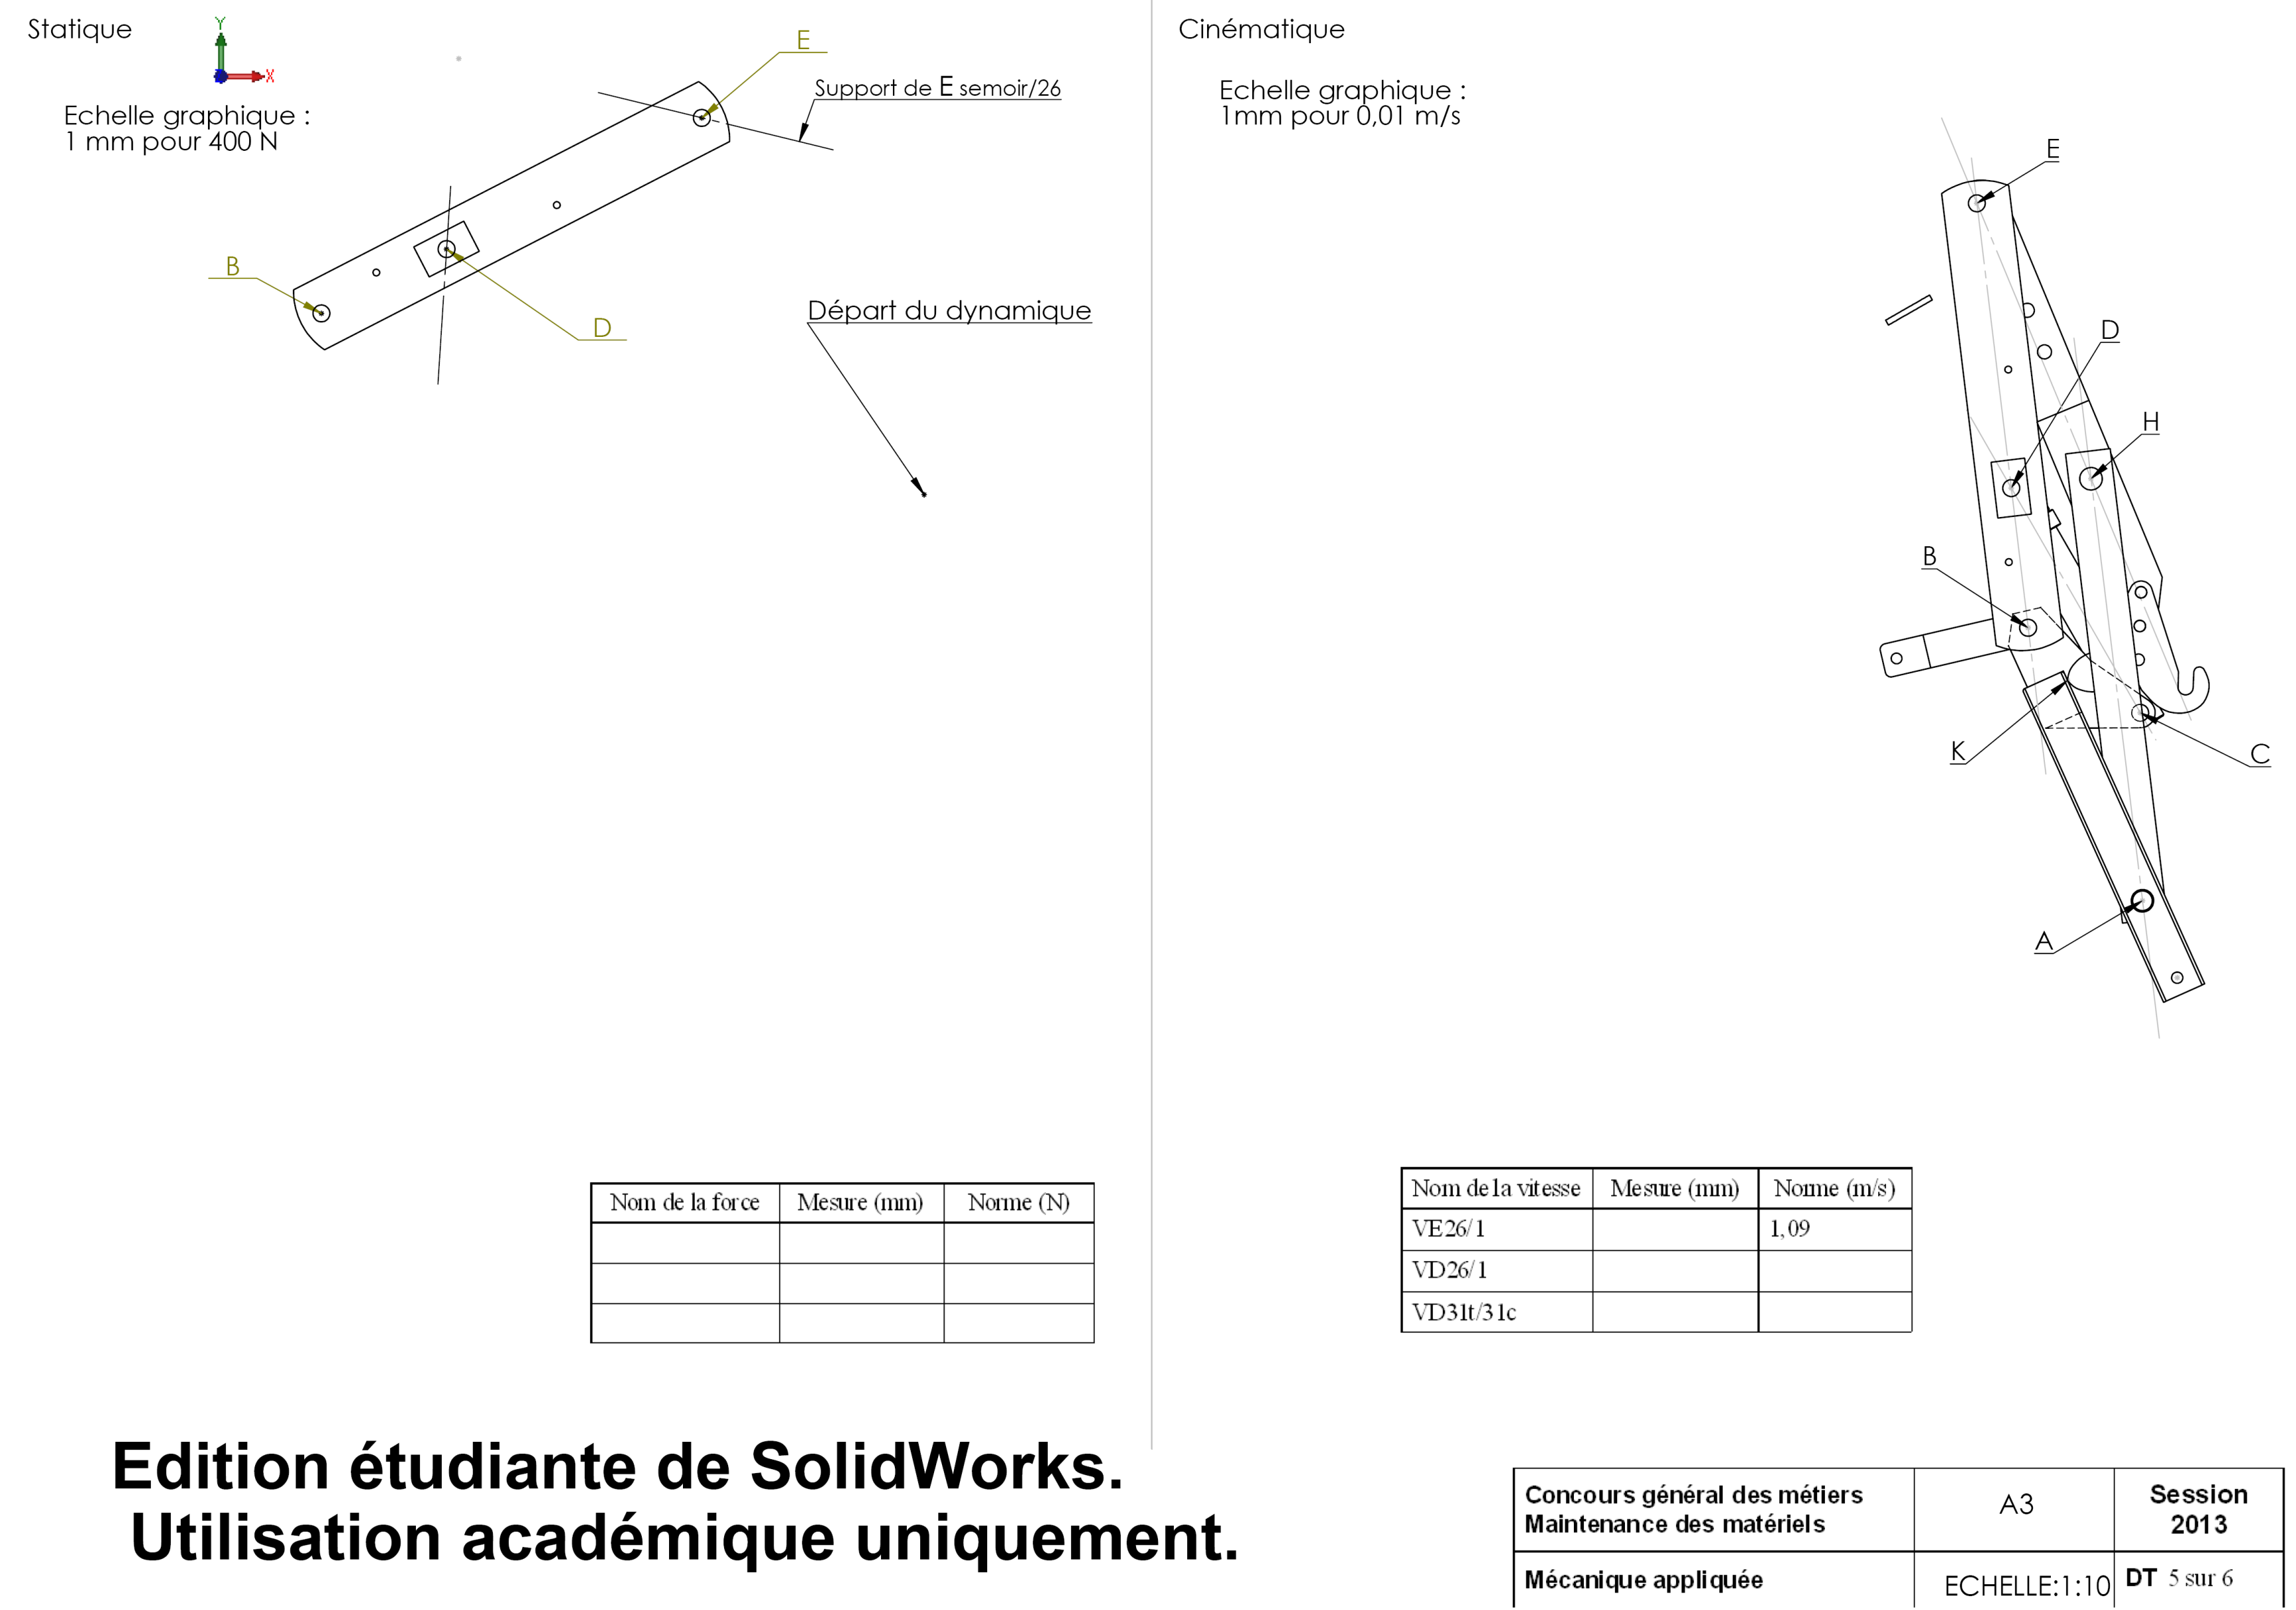 Statique
Y
X
Echelle graphique :
1 mm pour 400 N
E
Support de E semoir/26
B
D
Départ du dynamique
Nom de la force Mesure (mm) Norme (N)
Cinématique
Echelle graphique :
1mm pour 0,01 m/s
E
D
H
B
K
C
A
Nom de la vitesse Mesure (mm) Norme (m/s)
VE26/1 1,09
VD26/1
VD31t/31c
Edition étudiante de SolidWorks.
Utilisation académique uniquement.
Concours général des métiers
Maintenance des matériels
A3
Session
2013
Mécanique appliquée
ECHELLE:1:10
DT 5 sur 6